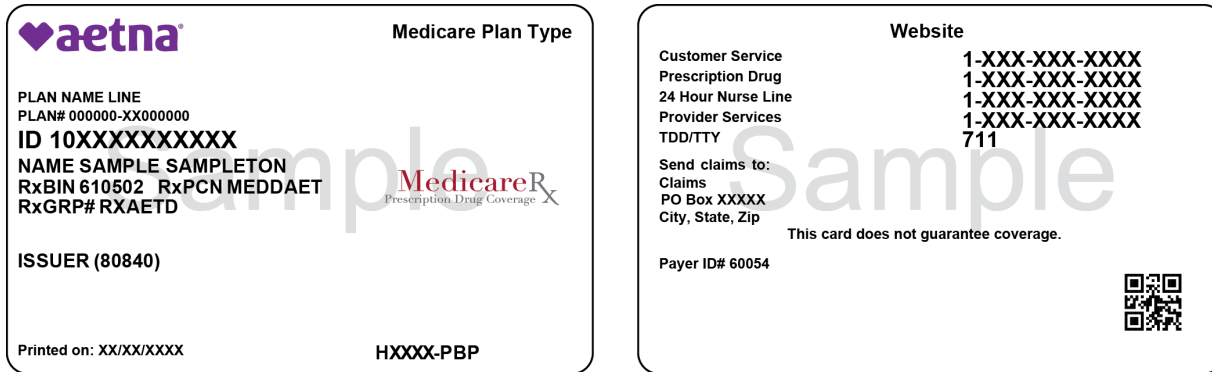 aetna®
Medicare Plan Type
PLAN NAME LINE
PLAN# 000000-XX000000
ID 10XXXXXXXXXX
NAME SAMPLE SAMPLETON
RxBIN 610502 RxPCN MEDDAET
RxGRP# RXAETD
MedicareRx
Prescription Drug Coverage
ISSUER (80840)
Printed on: XX/XX/XXXX
HXXXX-PBP
Sample
Website
Customer Service 1-XXX-XXX-XXXX
Prescription Drug 1-XXX-XXX-XXXX
24 Hour Nurse Line 1-XXX-XXX-XXXX
Provider Services 1-XXX-XXX-XXXX
TDD/TTY 711
Send claims to:
Claims
PO Box XXXXX
City, State, Zip
This card does not guarantee coverage.
Payer ID# 60054
Sample